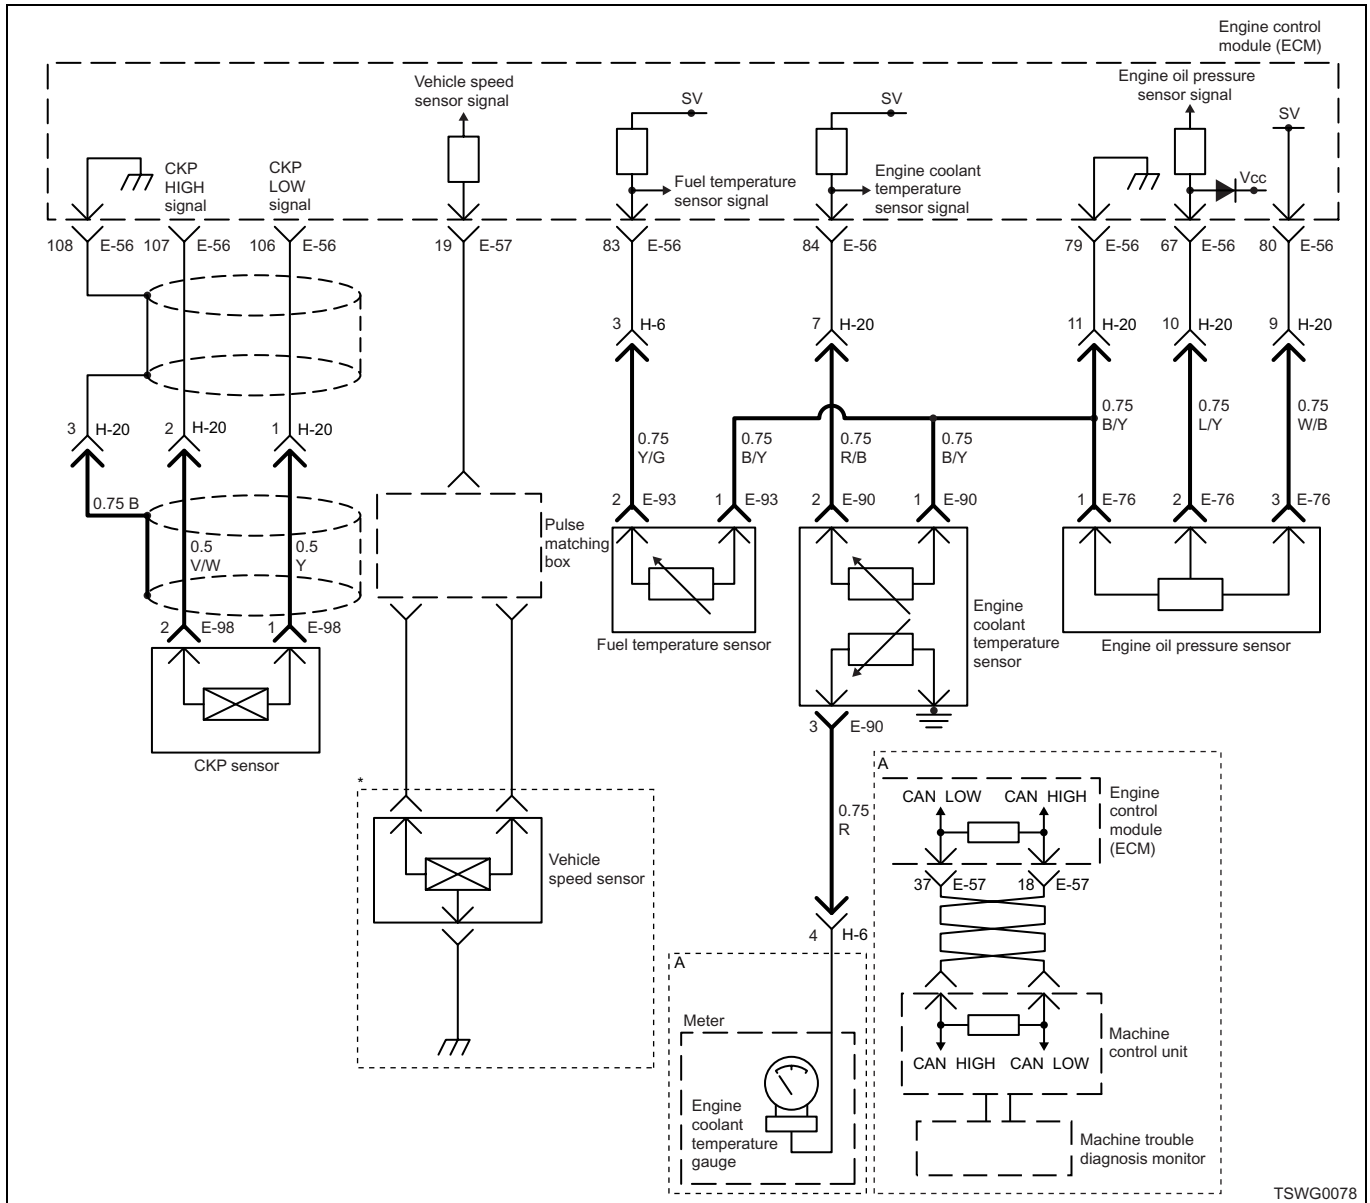 Engine control
module (ECM)
Vehicle speed
sensor signal
SV
SV
Engine oil pressure
sensor signal
SV
CKP
HIGH
signal
CKP
LOW
signal
Fuel temperature
sensor signal
Engine coolant
temperature
sensor signal
Vcc
108 E-56 107 E-56 106 E-56 19 E-57 83 E-56 84 E-56 79 E-56 67 E-56 80 E-56
3 H-6 7 H-20 11 H-20 10 H-20 9 H-20
3 H-20 2 H-20 1 H-20
0.75
Y/G
0.75
B/Y
0.75
R/B
0.75
B/Y
0.75
B/Y
0.75
L/Y
0.75
W/B
0.75 B
2 E-93 1 E-93 2 E-90 1 E-90 1 E-76 2 E-76 3 E-76
0.5
V/W
0.5
Y
Pulse
matching
box
2 E-98 1 E-98
Fuel temperature sensor
Engine
coolant
temperature
sensor
Engine oil pressure sensor
CKP sensor
3 E-90
*
Vehicle
speed sensor
0.75
R
4 H-6
A
Meter
Engine
coolant
temperature
gauge
A
CAN LOW CAN HIGH
Engine
control
module
(ECM)
37 E-57 18 E-57
CAN HIGH CAN LOW
Machine
control unit
Machine trouble
diagnosis monitor
TSWG0078